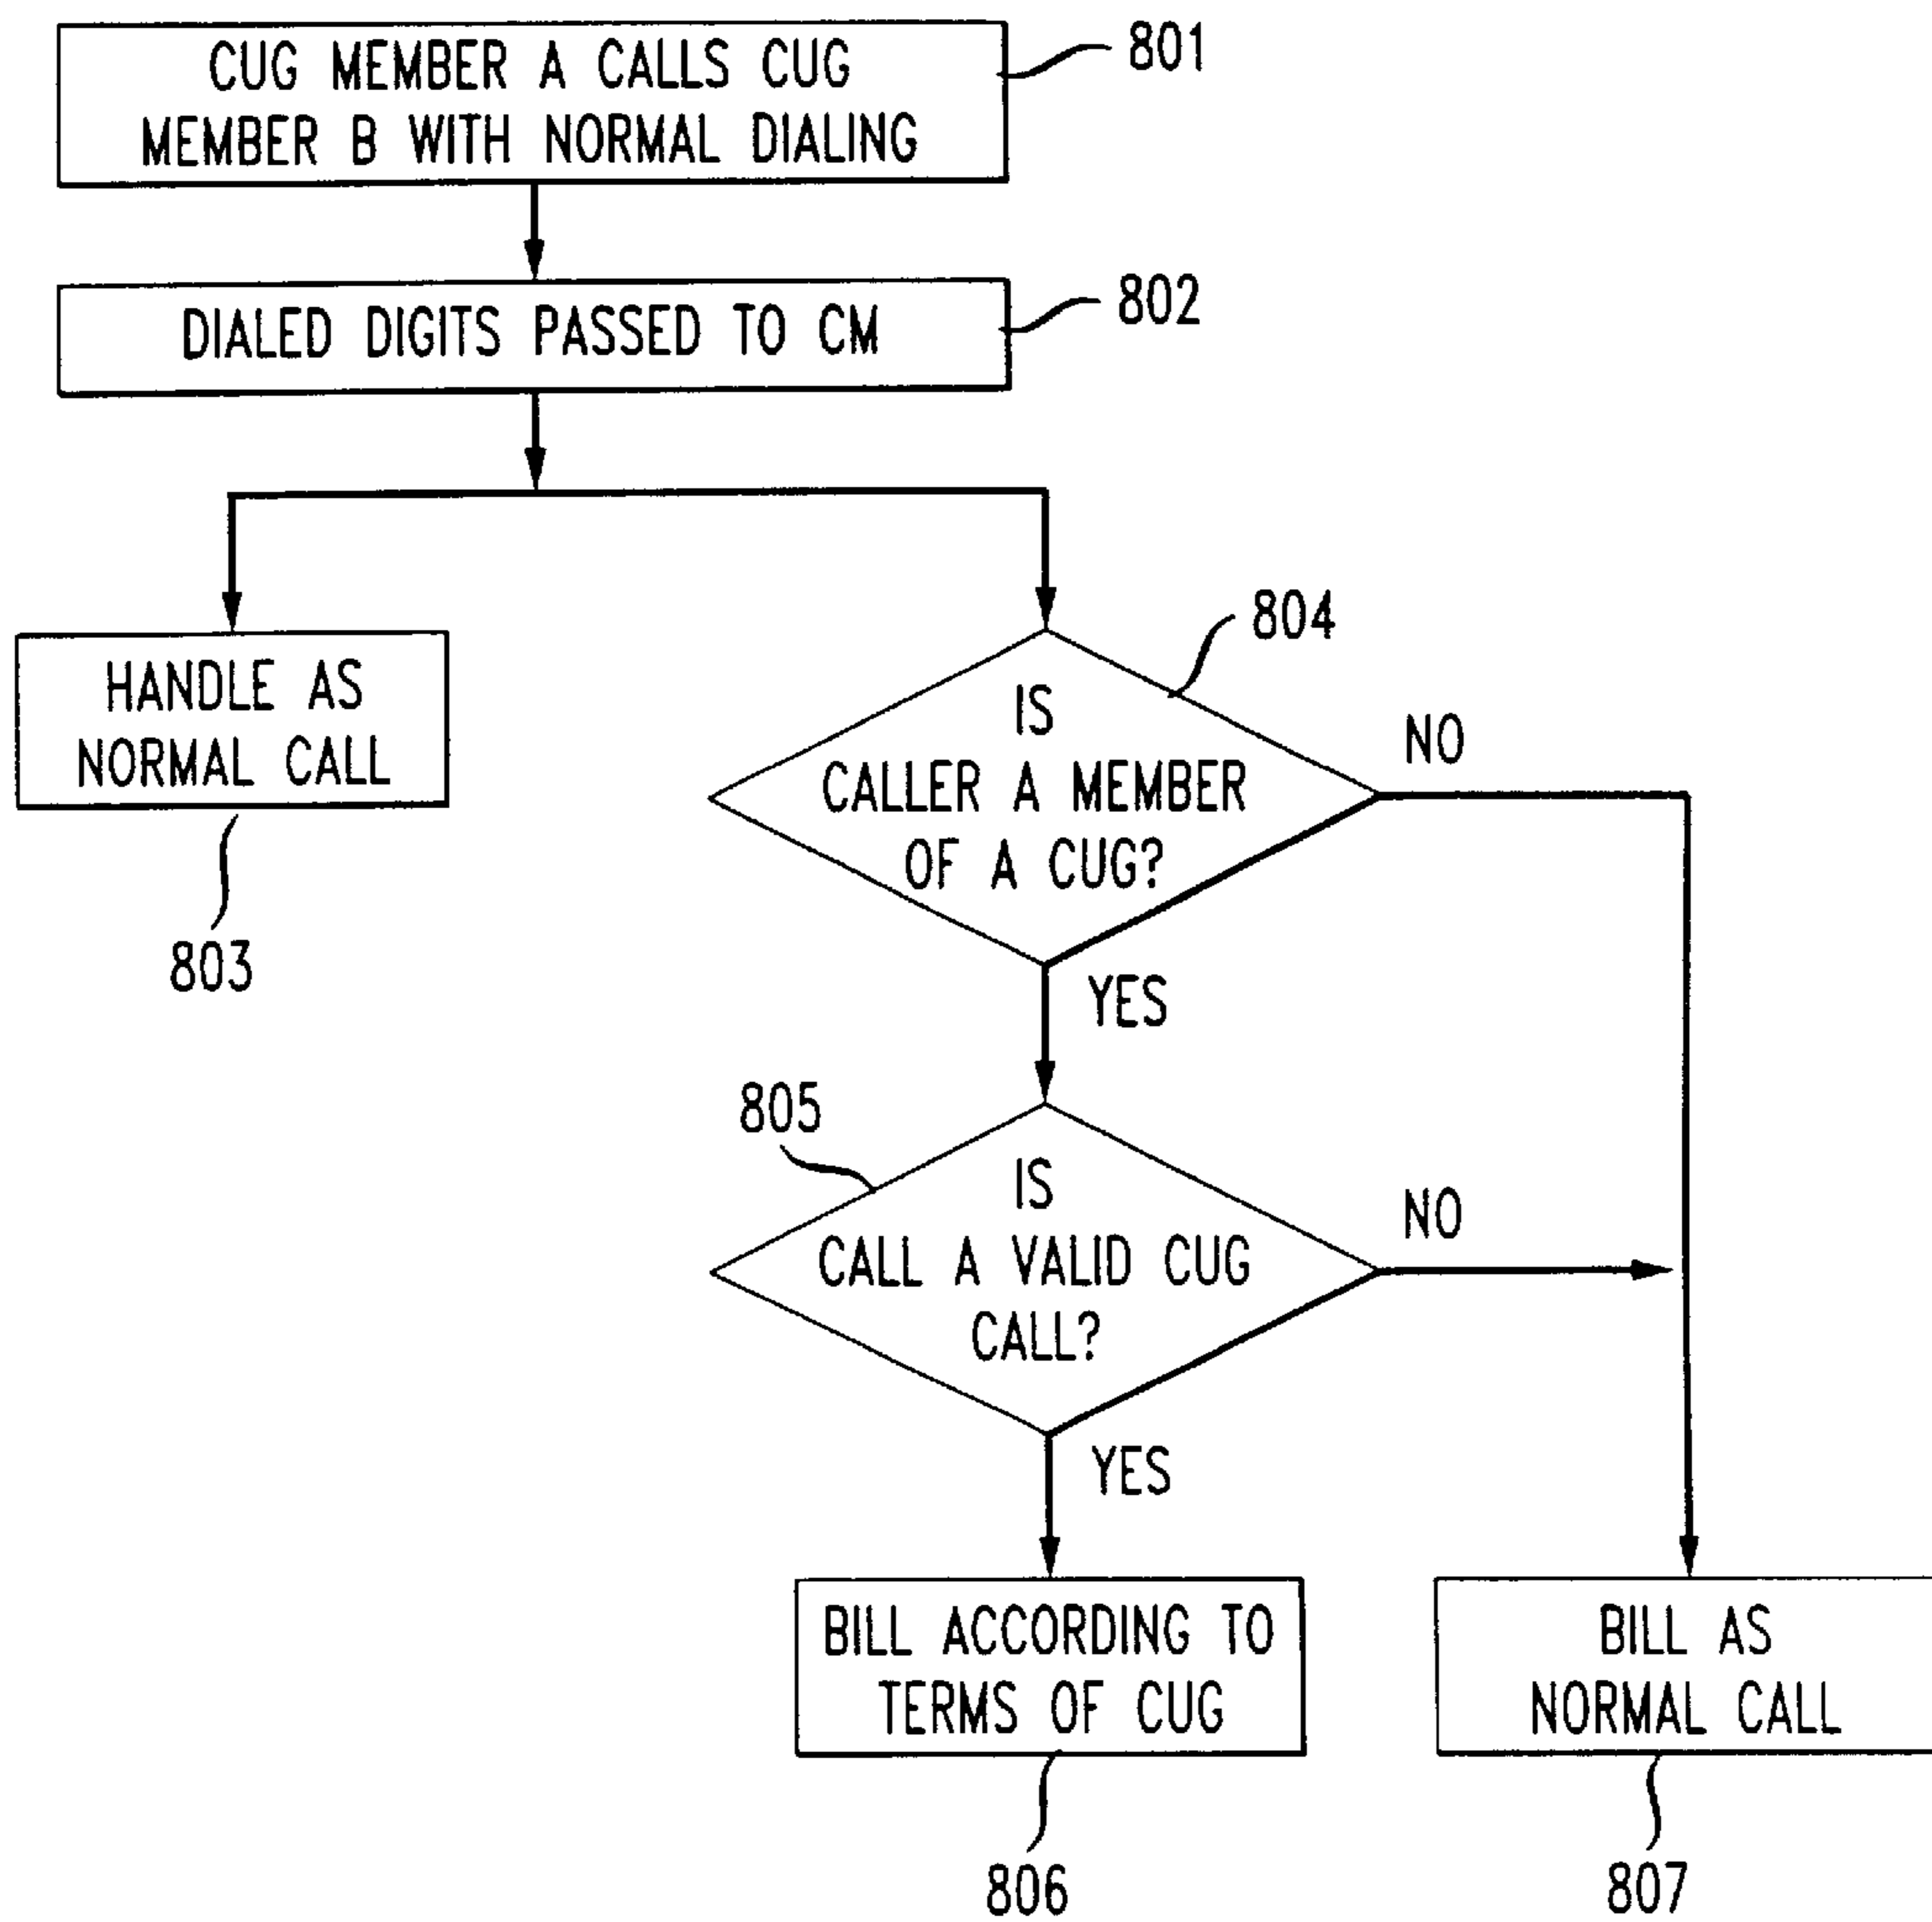 CUG MEMBER A CALLS CUG
MEMBER B WITH NORMAL DIALING
801
DIALED DIGITS PASSED TO CM
802
HANDLE AS
NORMAL CALL
803
804
IS
CALLER A MEMBER
OF A CUG?
NO
YES
805
IS
CALL A VALID CUG
CALL?
NO
YES
BILL ACCORDING TO
TERMS OF CUG
806
BILL AS
NORMAL CALL
807